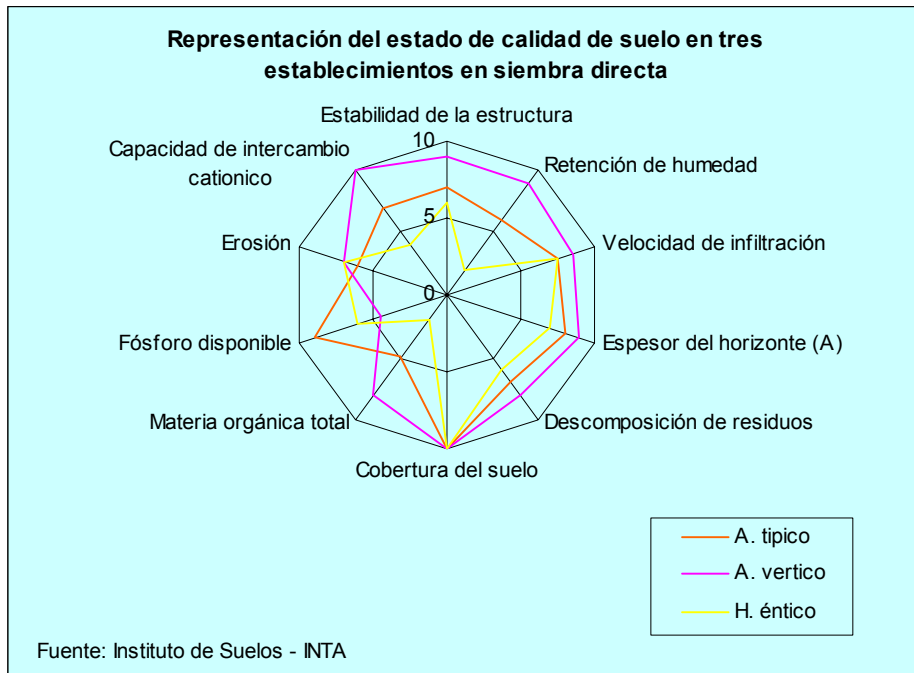 Representación del estado de calidad de suelo en tres
establecimientos en siembra directa
Estabilidad de la estructura
Capacidad de intercambio
cationico
10
Retención de humedad
Erosión
5
Velocidad de infiltración
0
Fósforo disponible
Espesor del horizonte (A)
Materia orgánica total
Descomposición de residuos
Cobertura del suelo
A. tipico
A. vertico
H. éntico
Fuente: Instituto de Suelos - INTA